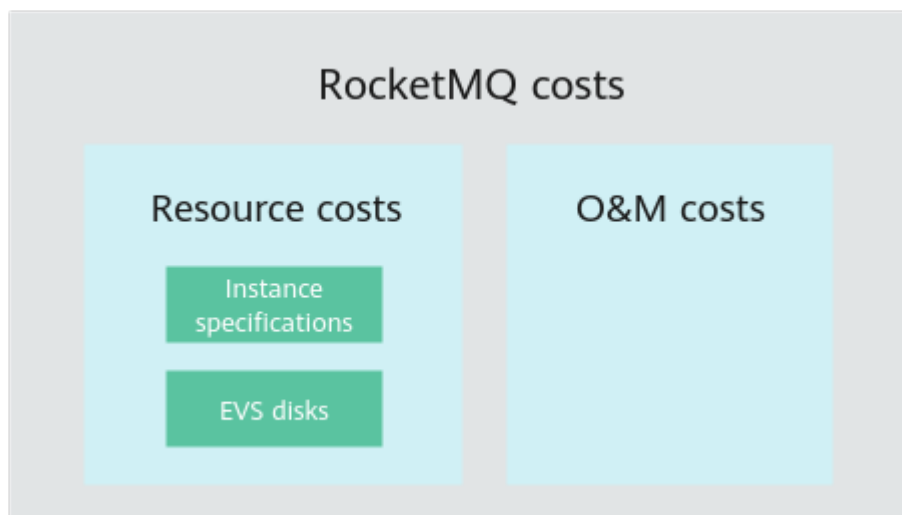 RocketMQ costs
Resource costs
Instance
specifications
EVS disks
O&M costs